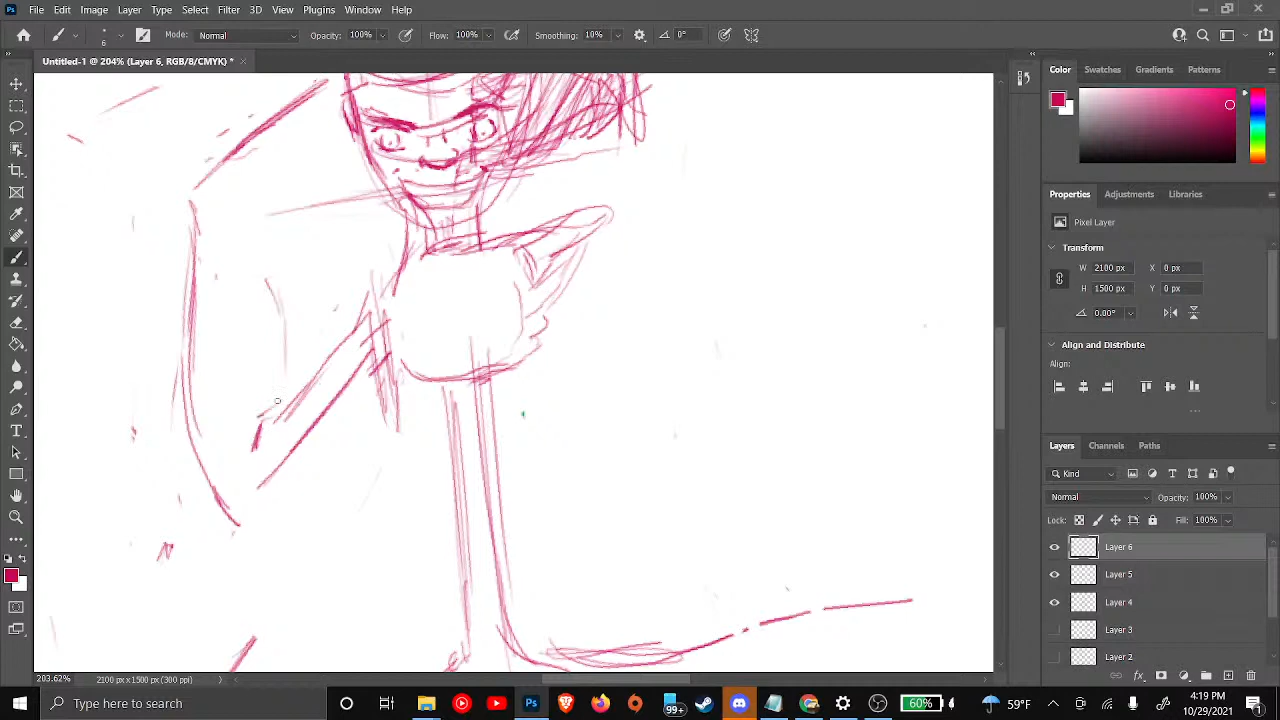 File Edit Image Layer Type Select Filter 3D View Plugins Window Help
6 Mode: Normal Opacity: 100% Flow: 100% Smoothing: 10% 0°
Untitled-1 @ 204% (Layer 6, RGB/8/CMYK) *
Color Swatches Gradients Patterns
Properties Adjustments Libraries
Pixel Layer
Transform
W 2100 px X 0 px
H 1500 px Y 0 px
0.00°
Align and Distribute
Align:
Layers Channels Paths
Kind
Normal Opacity: 100%
Lock: Fill: 100%
Layer 6
Layer 5
Layer 4
Layer 3
Layer 2
203.62% 2100 px x 1500 px (300 ppi)
Type here to search
99+
60%
59°F
4:19 PM
10/29/2021